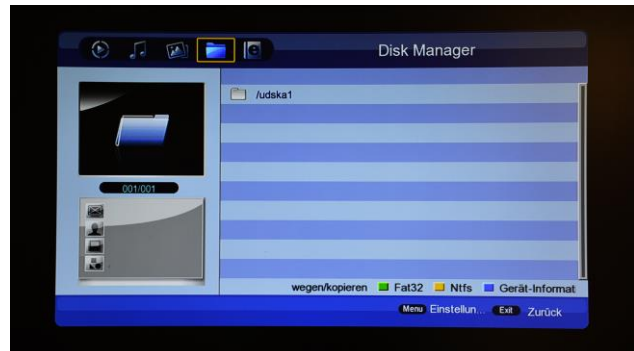 Disk Manager
/udska1
001/001
wegen/kopieren Fat32 Ntfs Gerät-Informat
Menu Einstellun... Exit Zurück